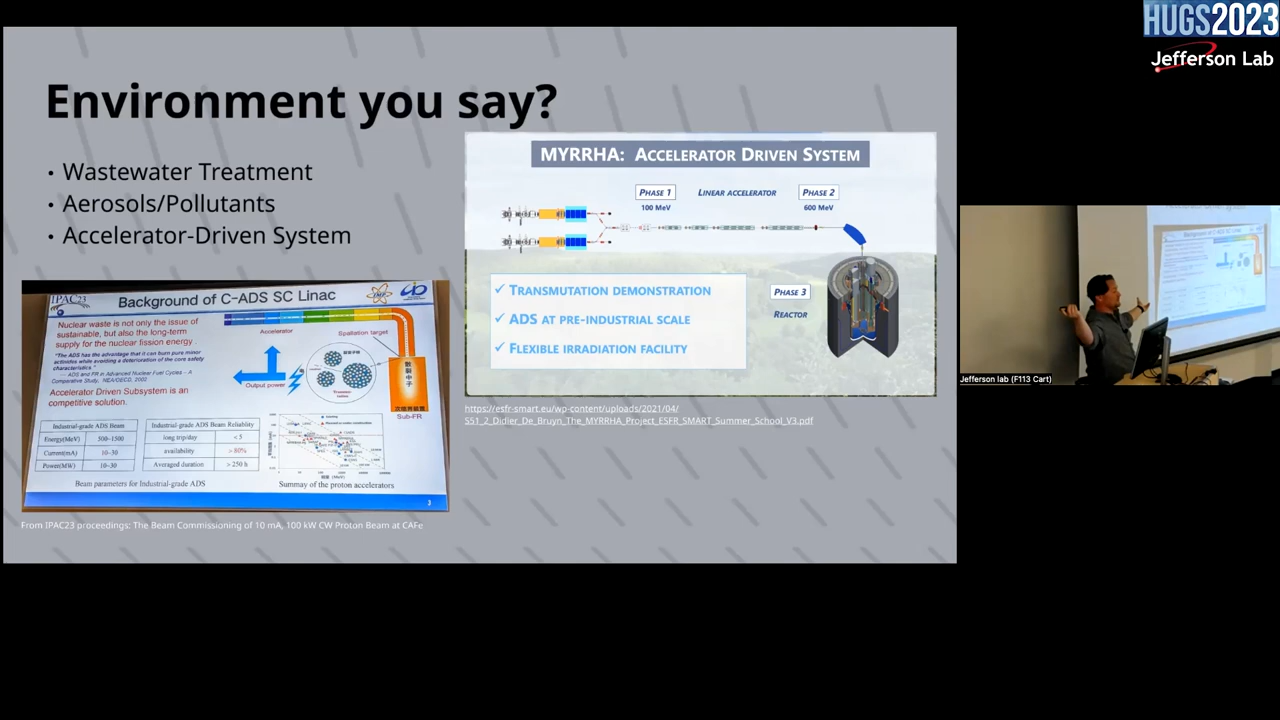 HUGS2023
Jefferson Lab
Environment you say?
• Wastewater Treatment
• Aerosols/Pollutants
• Accelerator-Driven System
IPAC23
Background of C-ADS SC Linac
Nuclear waste is not only the issue of
sustainable, but also the long-term
supply for the nuclear fission energy .
"The ADS has the advantage that it can burn pure minor
actinides while avoiding a deterioration of the core safety
characteristics."
--- ADS and FR in Advanced Nuclear Fuel Cycles - A
Comparative Study, NEA/OECD, 2002
Accelerator Driven Subsystem is an
competitive solution.
Accelerator
Spallation target
Output power
Sub-FR
Industrial-grade ADS Beam
Energy(MeV) 500~1500
Current(mA) 10~30
Power(MW) 10~30
Industrial-grade ADS Beam Reliability
long trip/day < 5
availability > 80%
Averaged duration > 250 h
Beam parameters for Industrial-grade ADS
Summay of the proton accelerators
3
From IPAC23 proceedings: The Beam Commissioning of 10 mA, 100 kW CW Proton Beam at CAFe
MYRRHA: ACCELERATOR DRIVEN SYSTEM
PHASE 1
LINEAR ACCELERATOR
PHASE 2
100 MeV
600 MeV
✓ TRANSMUTATION DEMONSTRATION
✓ ADS AT PRE-INDUSTRIAL SCALE
✓ FLEXIBLE IRRADIATION FACILITY
PHASE 3
REACTOR
https://esfr-smart.eu/wp-content/uploads/2021/04/
S51_2_Didier_De_Bruyn_The_MYRRHA_Project_ESFR_SMART_Summer_School_V3.pdf
Jefferson lab (F113 Cart)